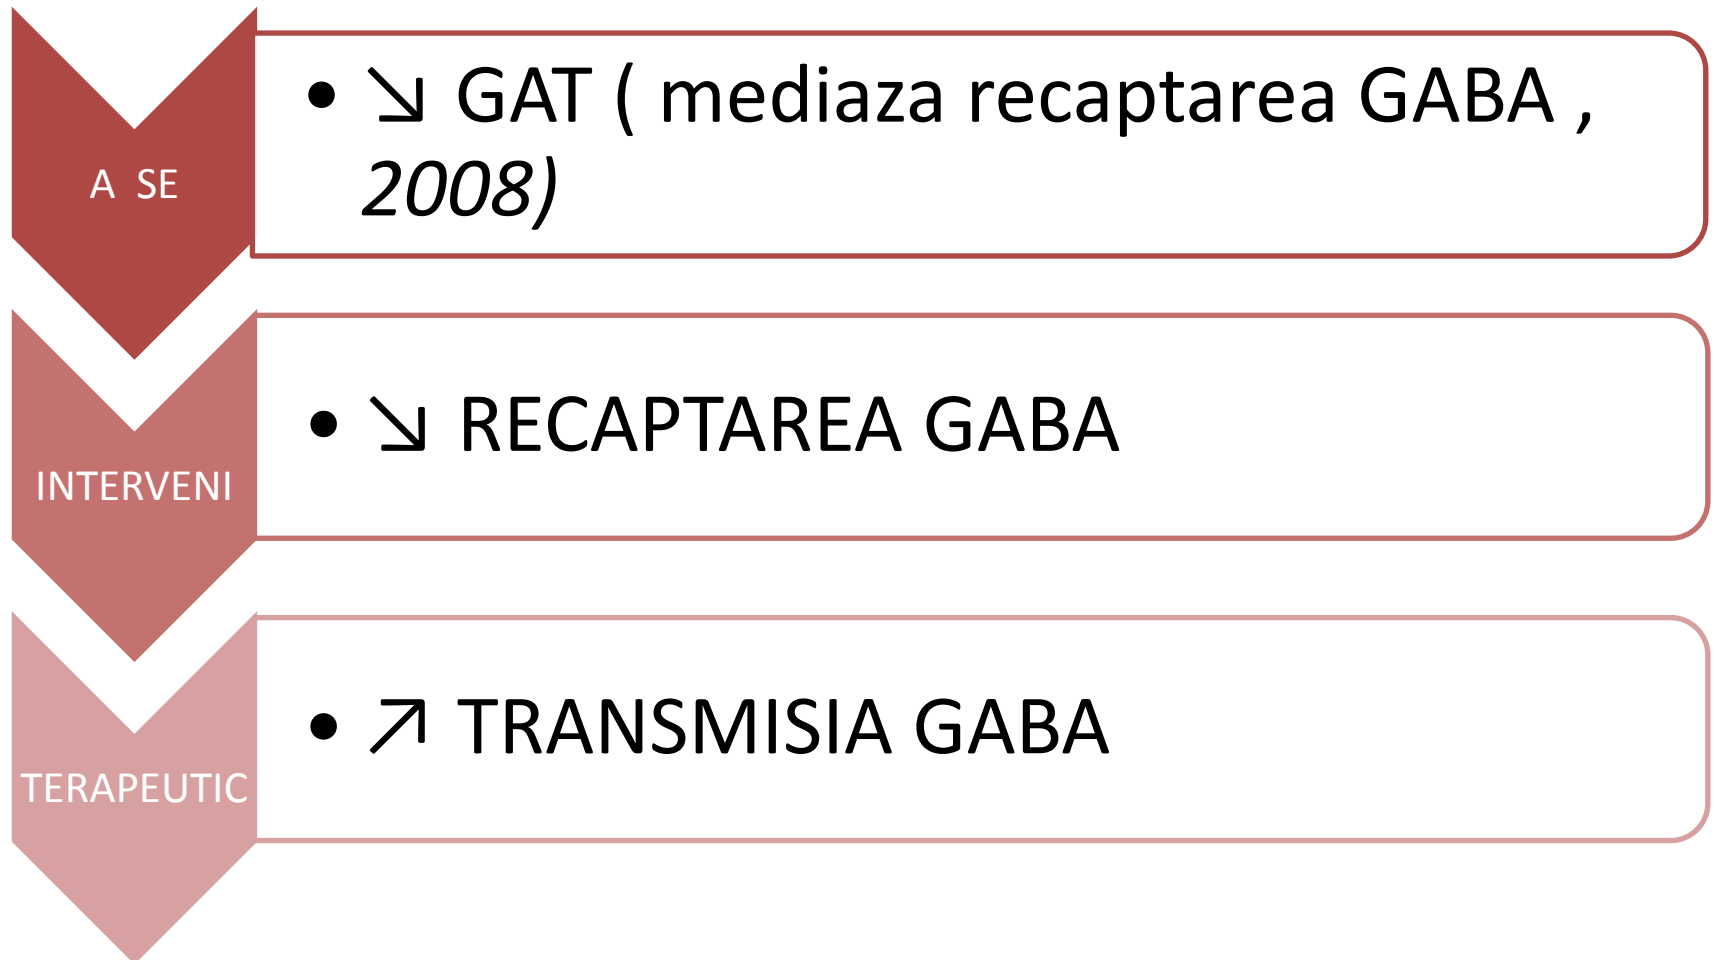 A SE
• ↘ GAT ( mediaza recaptarea GABA ,
2008)
INTERVENI
• ↘ RECAPTAREA GABA
TERAPEUTIC
• ↗ TRANSMISIA GABA